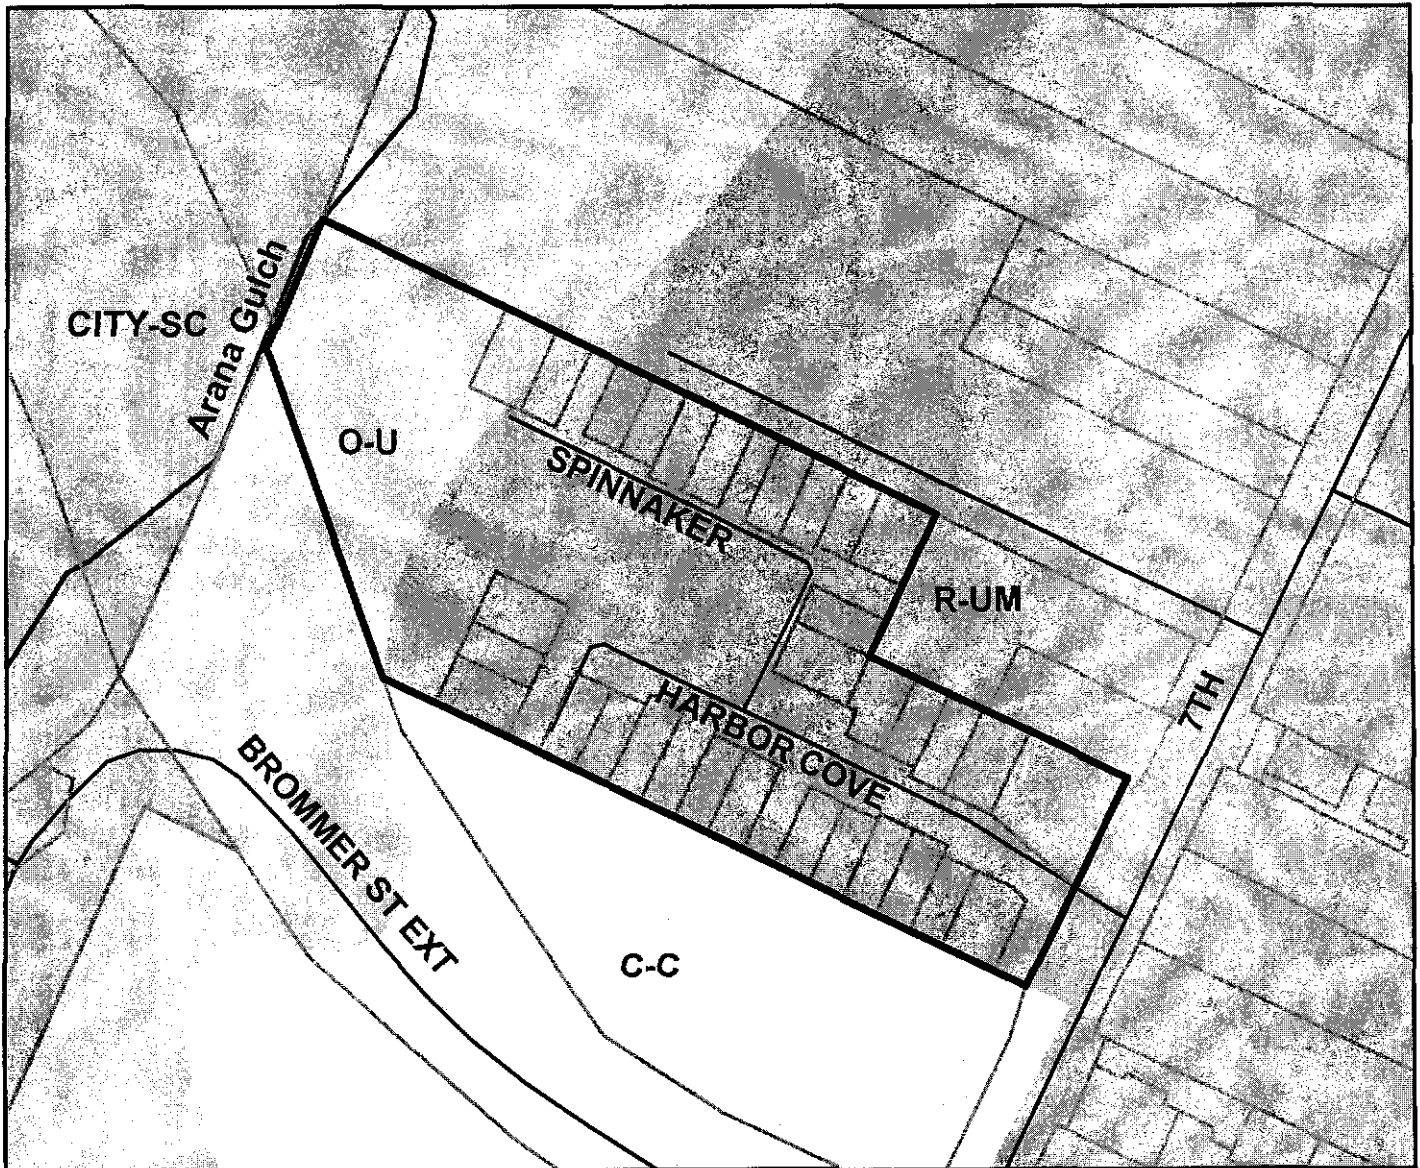 CITY-SC
Arana Gulch
O-U
SPINNAKER
R-UM
7TH
HARBOR COVE
BROMMER ST EXT
C-C